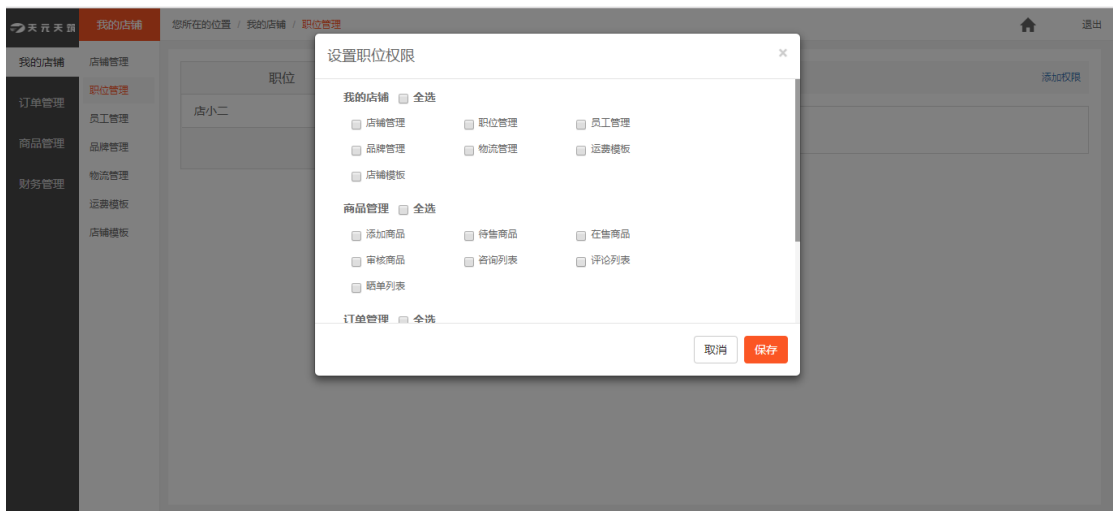 天元天筑 我的店铺 您所在的位置 / 我的店铺 / 职位管理 退出
我的店铺
订单管理
商品管理
财务管理
店铺管理
职位管理
员工管理
品牌管理
物流管理
运费模板
店铺模板
职位
店小二
添加权限
设置职位权限 ×
我的店铺 全选
店铺管理 职位管理 员工管理
品牌管理 物流管理 运费模板
店铺模板
商品管理 全选
添加商品 待售商品 在售商品
审核商品 咨询列表 评论列表
晒单列表
订单管理 全选
取消 保存